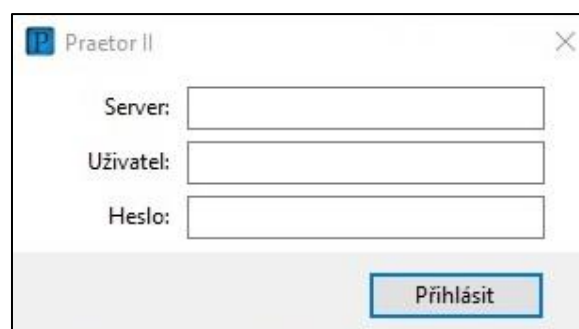 P Praetor II
Server:
Uživatel:
Heslo:
Přihlásit